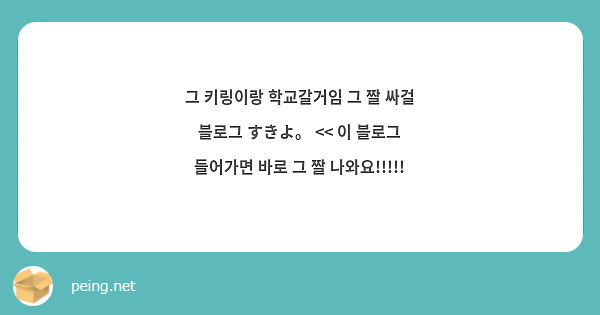 그 키링이랑 학교갈거임 그 짤 싸걸
블로그 すきよ。 << 이 블로그
들어가면 바로 그 짤 나와요!!!!!
peing.net